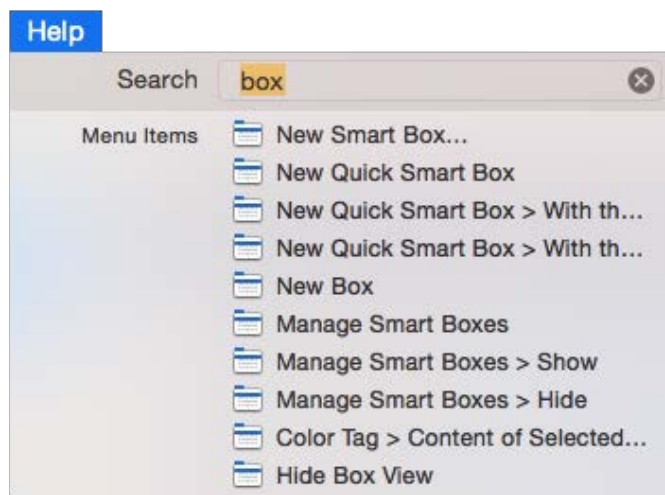 Help
Search box
Menu Items New Smart Box...
New Quick Smart Box
New Quick Smart Box > With th...
New Quick Smart Box > With th...
New Box
Manage Smart Boxes
Manage Smart Boxes > Show
Manage Smart Boxes > Hide
Color Tag > Content of Selected...
Hide Box View